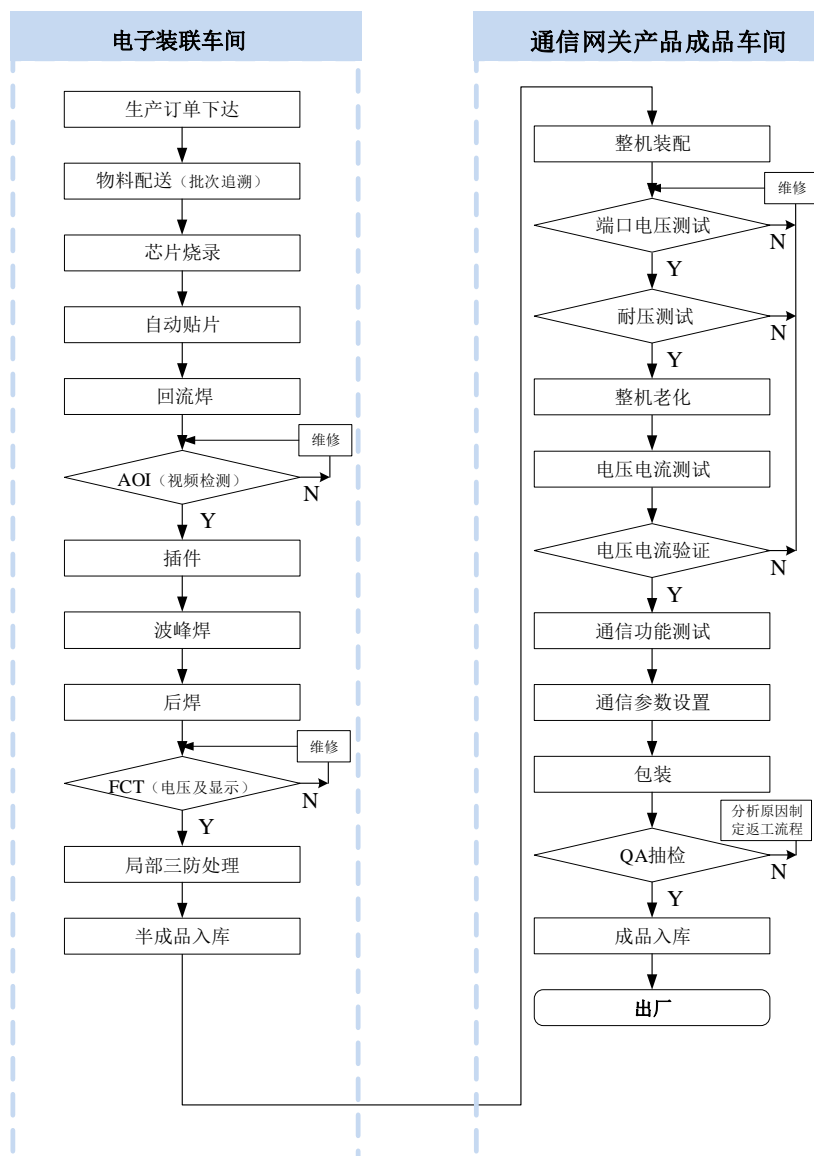 电子装联车间
生产订单下达
物料配送（批次追溯）
芯片烧录
自动贴片
回流焊
维修
AOI（视频检测）
N
Y
插件
波峰焊
后焊
维修
FCT（电压及显示）
N
Y
局部三防处理
半成品入库
通信网关产品成品车间
整机装配
维修
端口电压测试
N
Y
耐压测试
N
Y
整机老化
电压电流测试
电压电流验证
N
Y
通信功能测试
通信参数设置
包装
分析原因制
定返工流程
QA抽检
N
Y
成品入库
出厂